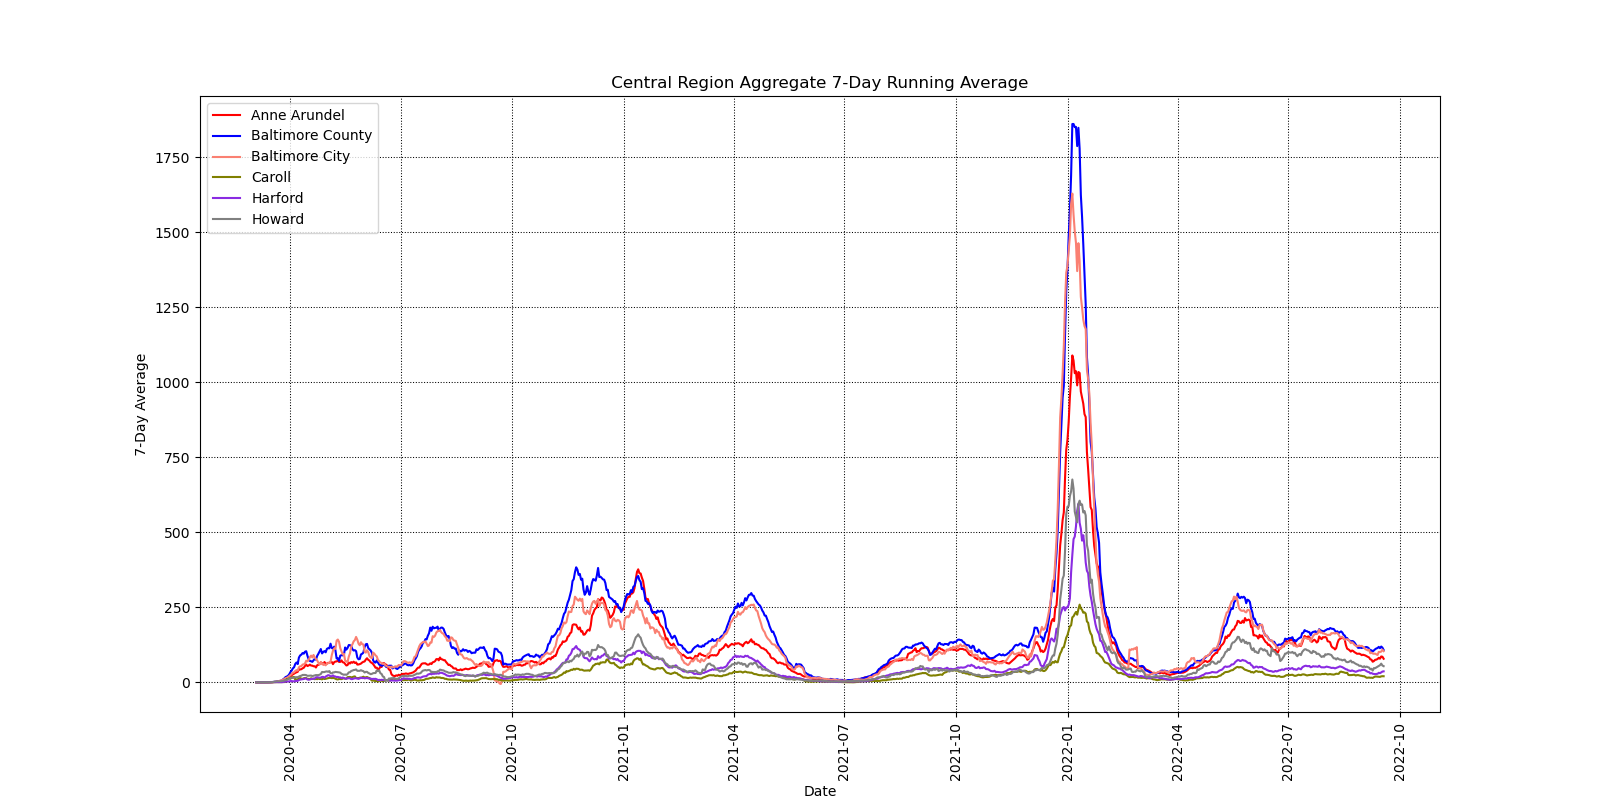 Central Region Aggregate 7-Day Running Average
Anne Arundel
Baltimore County
Baltimore City
Caroll
Harford
Howard
1750
1500
1250
1000
750
500
250
0
7-Day Average
2020-04
2020-07
2020-10
2021-01
2021-04
2021-07
2021-10
2022-01
2022-04
2022-07
2022-10
Date